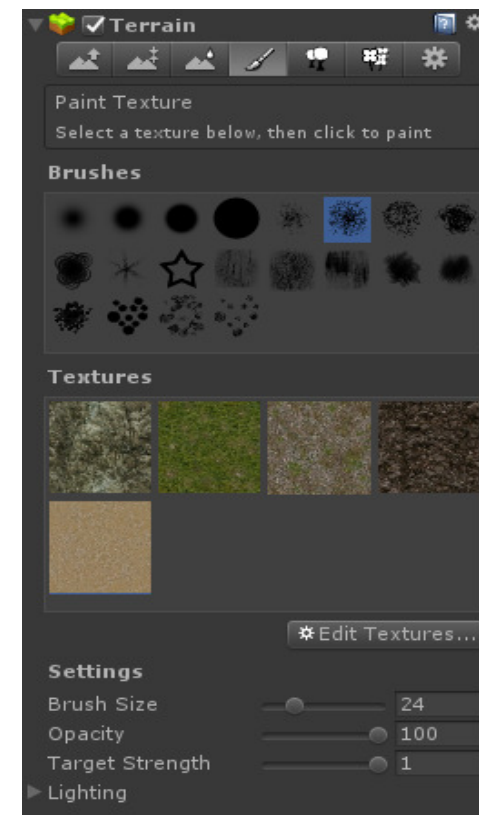 Terrain
Paint Texture
Select a texture below, then click to paint
Brushes
Textures
Edit Textures...
Settings
Brush Size 24
Opacity 100
Target Strength 1
Lighting